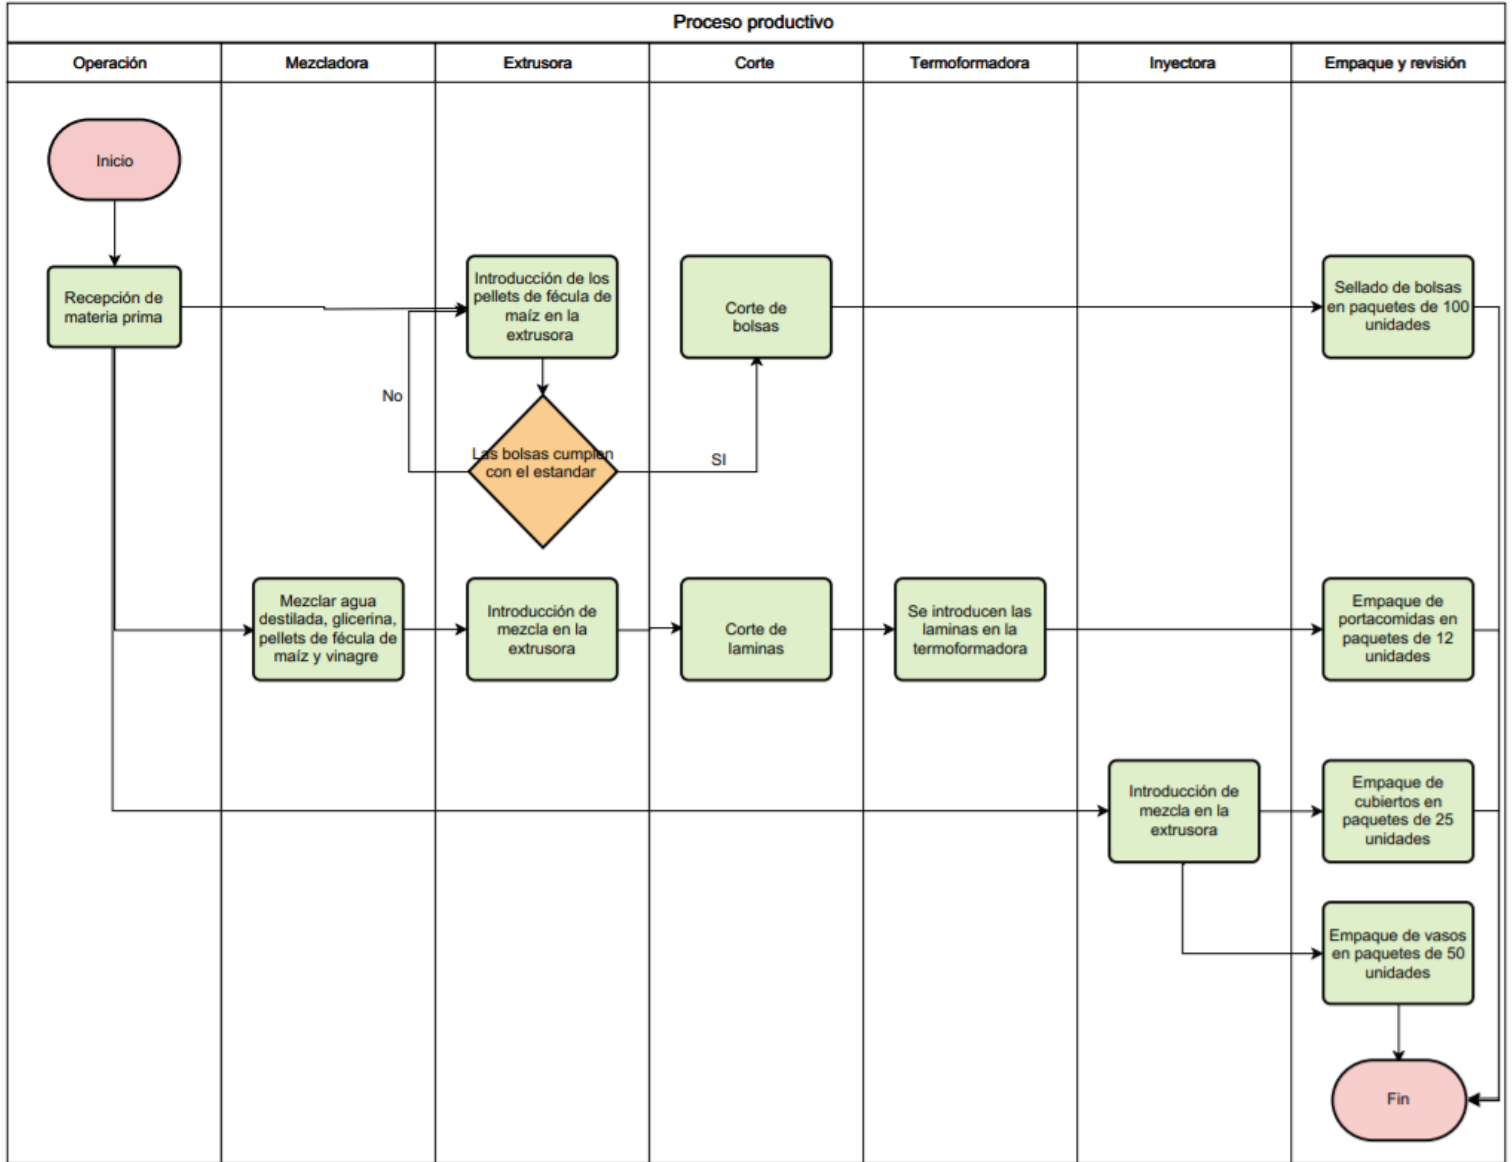 Proceso productivo
Operación
Mezcladora
Extrusora
Corte
Termoformadora
Inyectora
Empaque y revisión
Inicio
Recepción de
materia prima
Introducción de los
pellets de fécula de
maíz en la
extrusora
Corte de
bolsas
Sellado de bolsas
en paquetes de 100
unidades
No
Las bolsas cumplen
con el estandar
SI
Mezclar agua
destilada, glicerina,
pellets de fécula de
maíz y vinagre
Introducción de
mezcla en la
extrusora
Corte de
laminas
Se introducen las
laminas en la
termoformadora
Empaque de
portacomidas en
paquetes de 12
unidades
Introducción de
mezcla en la
extrusora
Empaque de
cubiertos en
paquetes de 25
unidades
Empaque de vasos
en paquetes de 50
unidades
Fin